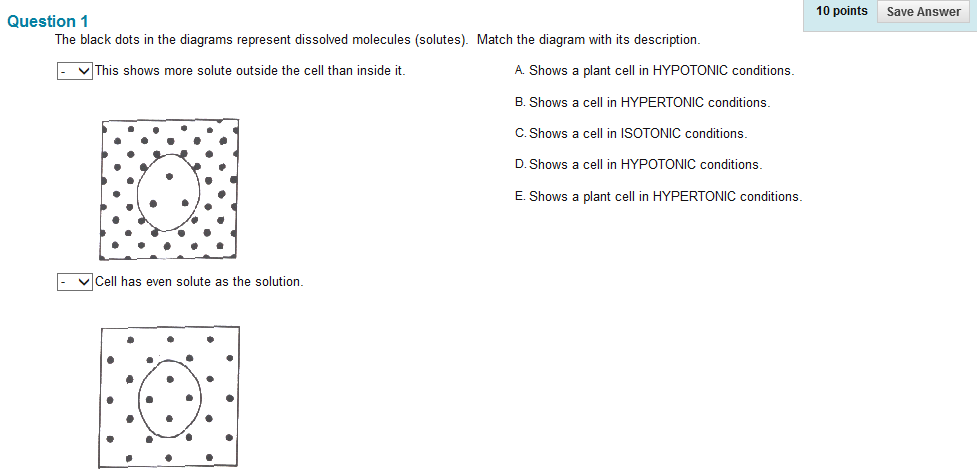 10 points
Save Answer
Question 1
The black dots in the diagrams represent dissolved molecules (solutes). Match the diagram with its description.
- This shows more solute outside the cell than inside it.
- Cell has even solute as the solution.
A. Shows a plant cell in HYPOTONIC conditions.
B. Shows a cell in HYPERTONIC conditions.
C. Shows a cell in ISOTONIC conditions.
D. Shows a cell in HYPOTONIC conditions.
E. Shows a plant cell in HYPERTONIC conditions.